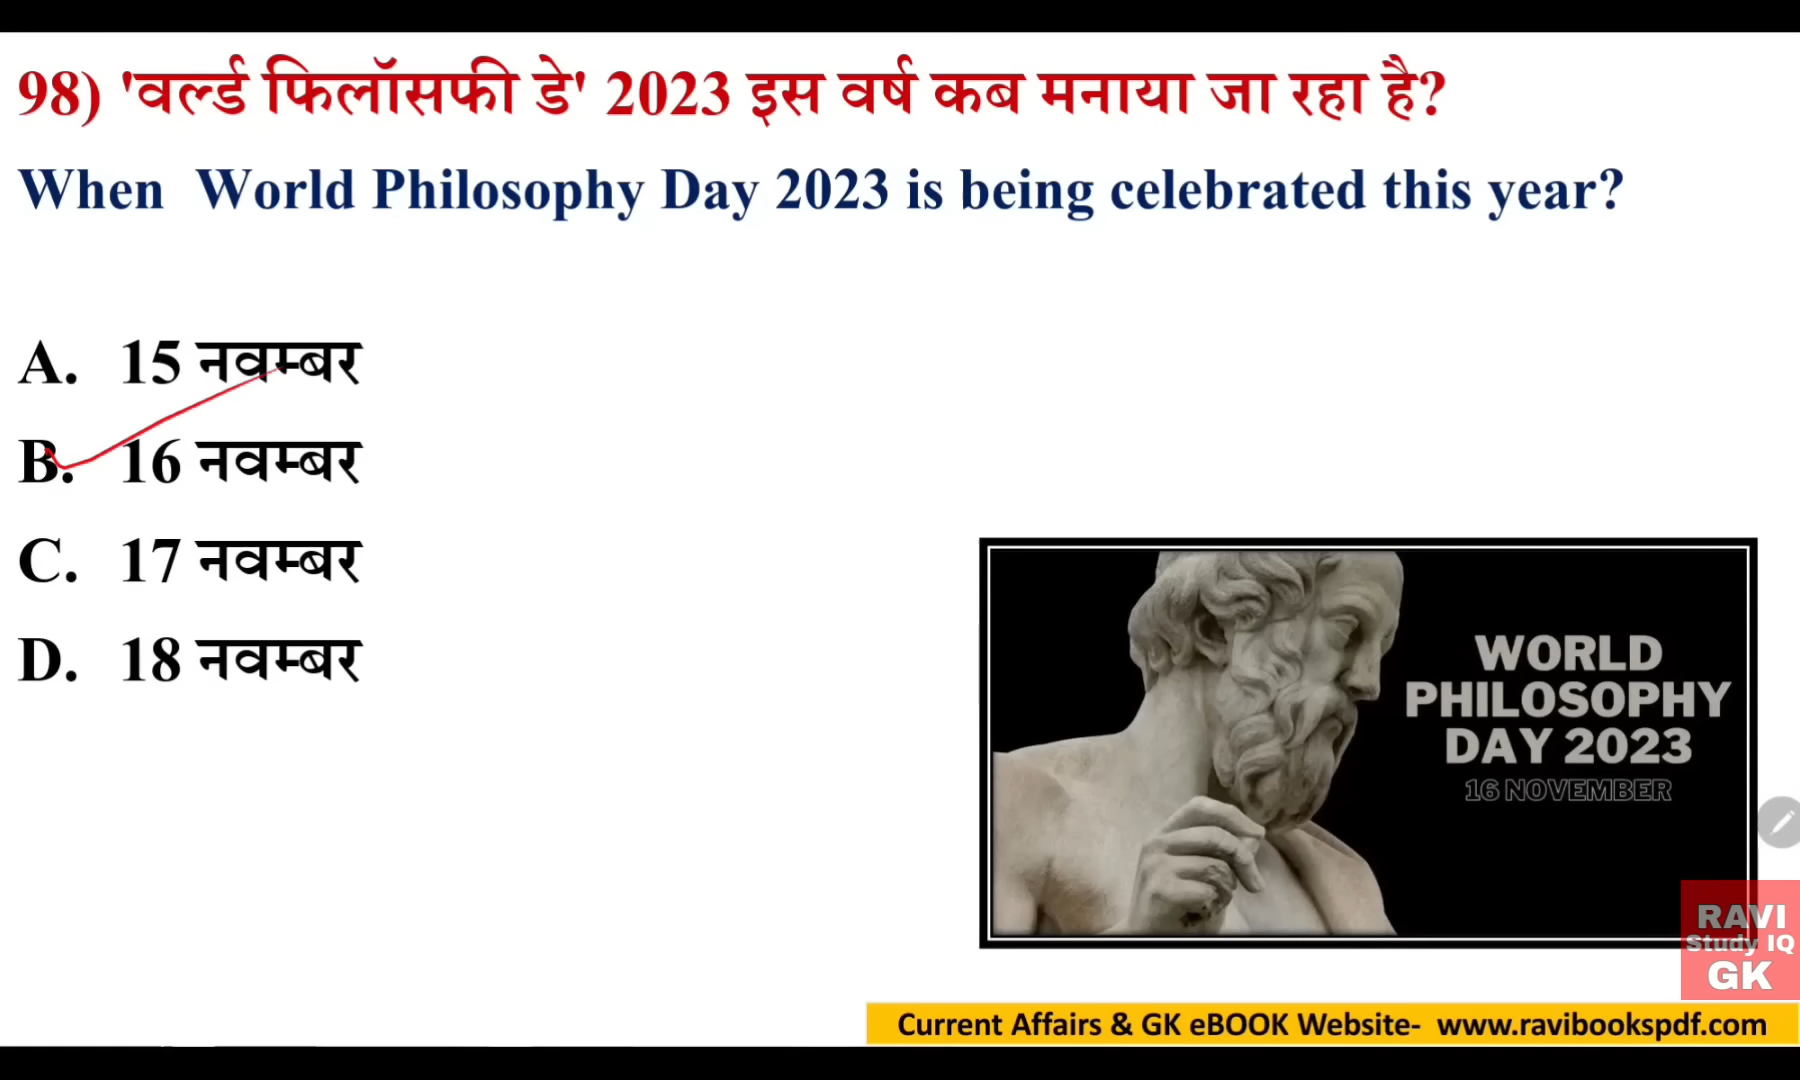 98) 'वर्ल्ड फिलॉसफी डे' 2023 इस वर्ष कब मनाया जा रहा है?
When World Philosophy Day 2023 is being celebrated this year?
A. 15 नवम्बर
B. 16 नवम्बर
C. 17 नवम्बर
D. 18 नवम्बर
WORLD
PHILOSOPHY
DAY 2023
16 NOVEMBER
RAVI
Study IQ
GK
Current Affairs & GK eBOOK Website- www.ravibookspdf.com